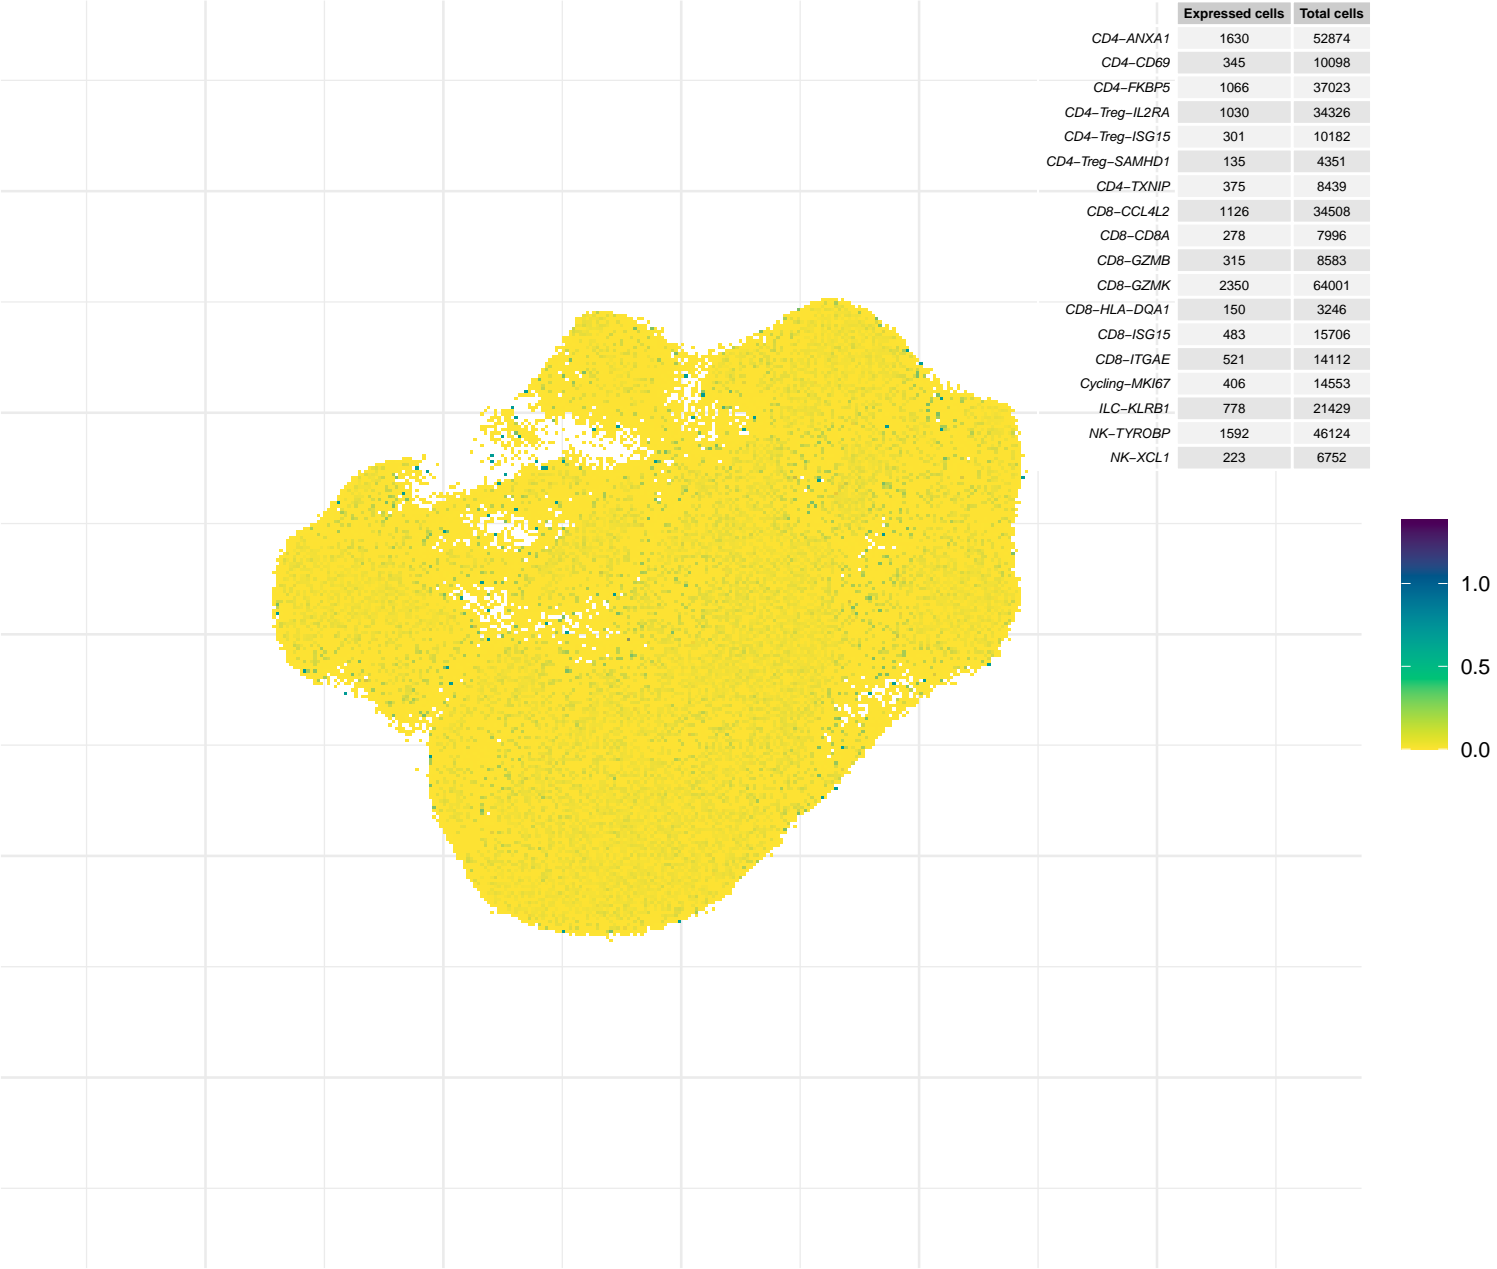 Expressed cells Total cells
CD4−ANXA1 1630 52874
CD4−CD69 345 10098
CD4−FKBP5 1066 37023
CD4−Treg−IL2RA 1030 34326
CD4−Treg−ISG15 301 10182
CD4−Treg−SAMHD1 135 4351
CD4−TXNIP 375 8439
CD8−CCL4L2 1126 34508
CD8−CD8A 278 7996
CD8−GZMB 315 8583
CD8−GZMK 2350 64001
CD8−HLA−DQA1 150 3246
CD8−ISG15 483 15706
CD8−ITGAE 521 14112
Cycling−MKI67 406 14553
ILC−KLRB1 778 21429
NK−TYROBP 1592 46124
NK−XCL1 223 6752
1.0
0.5
0.0